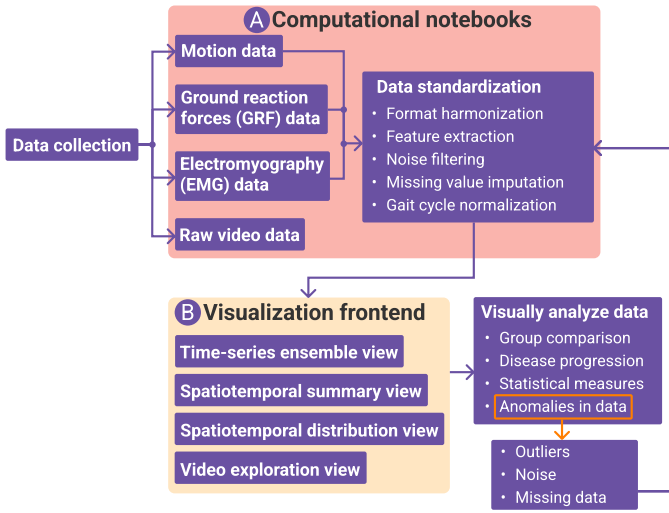 A Computational notebooks
Motion data
Ground reaction
forces (GRF) data
Data collection
Electromyography
(EMG) data
Raw video data
Data standardization
• Format harmonization
• Feature extraction
• Noise filtering
• Missing value imputation
• Gait cycle normalization
B Visualization frontend
Time-series ensemble view
Spatiotemporal summary view
Spatiotemporal distribution view
Video exploration view
Visually analyze data
• Group comparison
• Disease progression
• Statistical measures
• Anomalies in data
• Outliers
• Noise
• Missing data